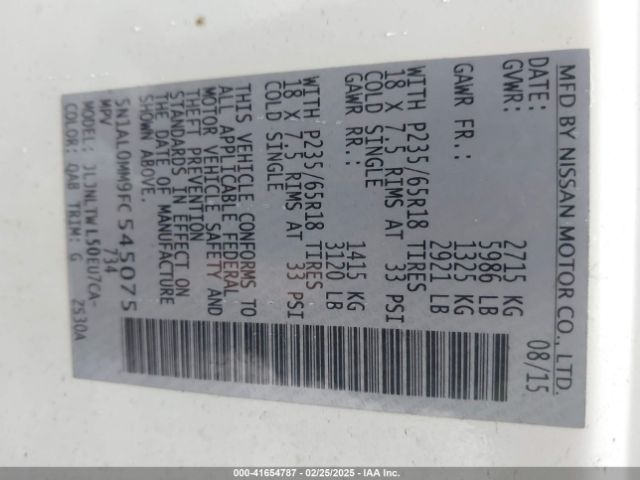 MFD BY NISSAN MOTOR CO., LTD.
DATE: 08/15
GVWR: 2715 KG
5986 LB
GAWR FR.: 1325 KG
2921 LB
WITH P235/65R18 TIRES
18 X 7.5 RIMS AT 33 PSI
COLD SINGLE
GAWR RR.: 1415 KG
3120 LB
WITH P235/65R18 TIRES
18 X 7.5 RIMS AT 33 PSI
COLD SINGLE
THIS VEHICLE CONFORMS TO
ALL APPLICABLE FEDERAL
MOTOR VEHICLE SAFETY AND
THEFT PREVENTION
STANDARDS IN EFFECT ON
THE DATE OF MANUFACTURE
SHOWN ABOVE.
5N1AL0MM9FC545075
MPV 734
MODEL: JLJNLTWL50EU7CA-
COLOR: QAB TRIM: G 2530A
000-41654787 - 02/25/2025 - IAA Inc.